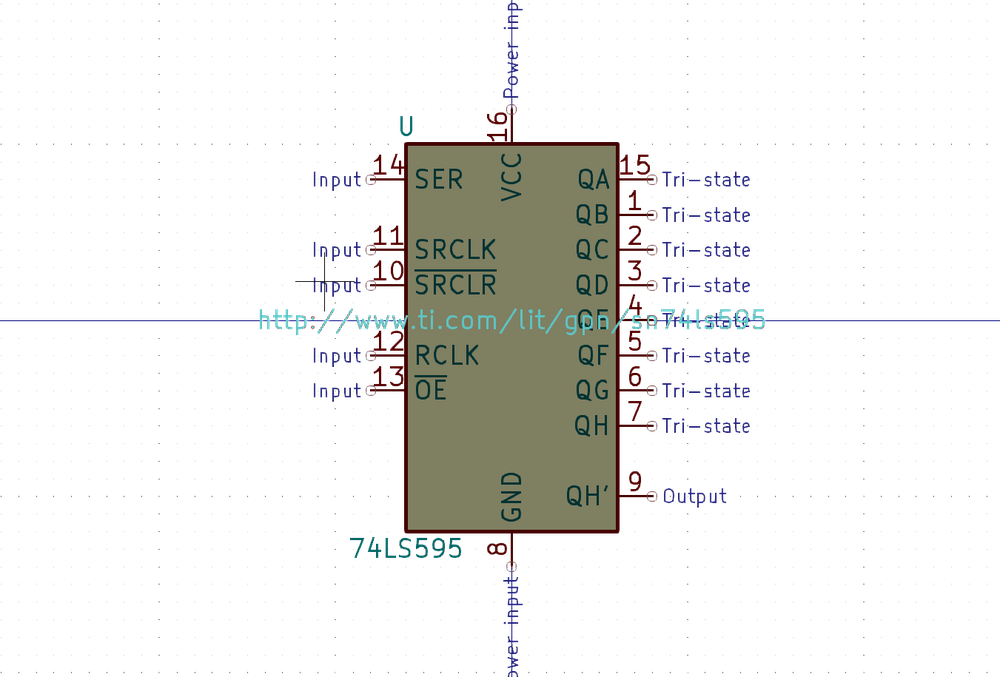 Power inp
U
16
VCC
Input 14 SER QA 15 Tri-state
QB 1 Tri-state
Input 11 SRCLK QC 2 Tri-state
Input 10 SRCLR QD 3 Tri-state
http://www.ti.com/lit/gpn/sn74ls595
QE 4 Tri-state
Input 12 RCLK QF 5 Tri-state
Input 13 OE QG 6 Tri-state
QH 7 Tri-state
GND QH' 9 Output
74LS595 8
ower input